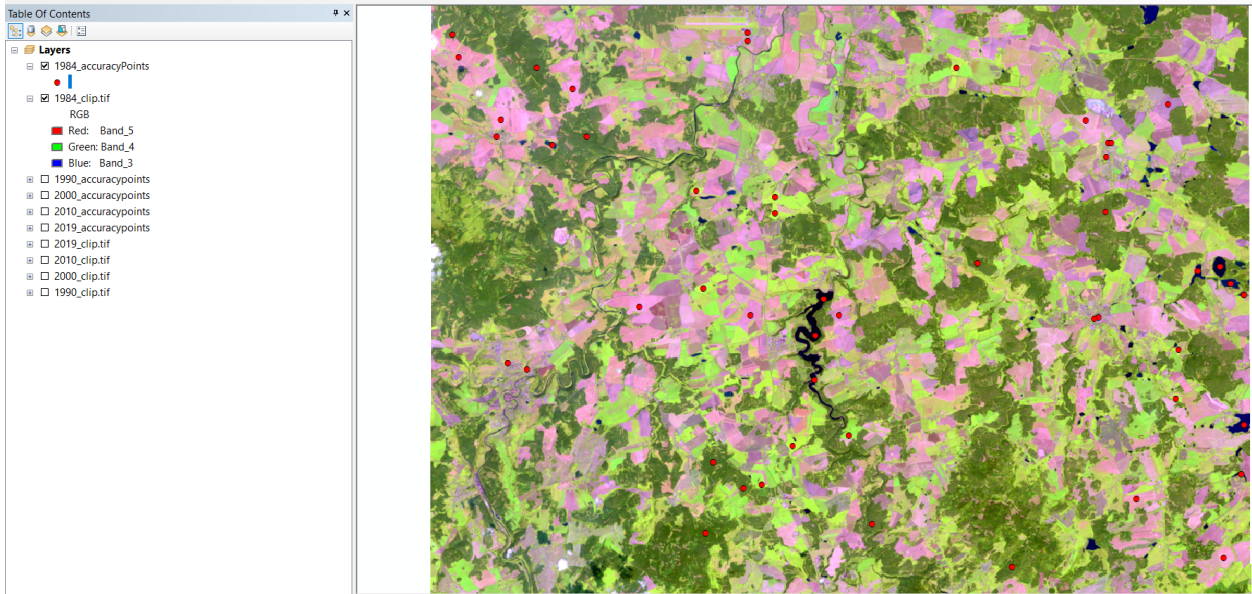 Table Of Contents
Layers
1984_accuracyPoints
1984_clip.tif
RGB
Red: Band_5
Green: Band_4
Blue: Band_3
1990_accuracypoints
2000_accuracypoints
2010_accuracypoints
2019_accuracypoints
2019_clip.tif
2010_clip.tif
2000_clip.tif
1990_clip.tif